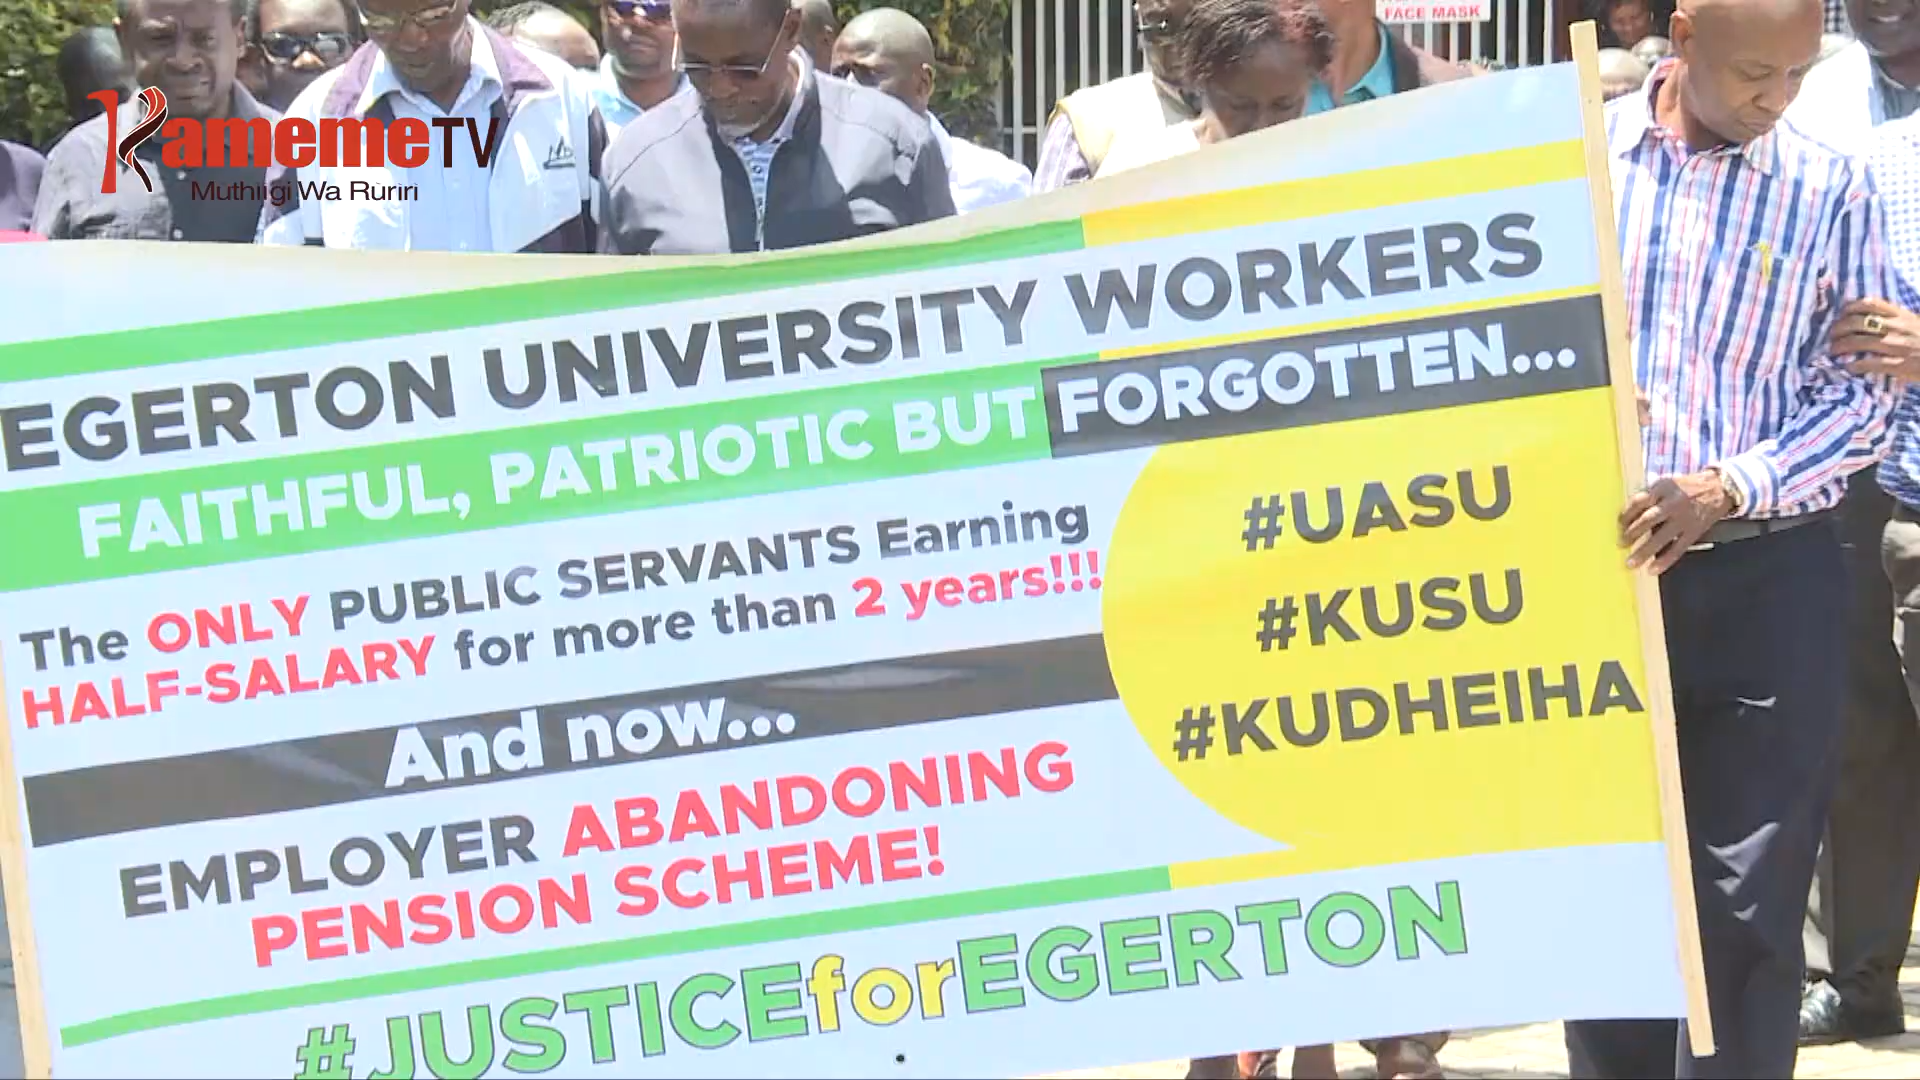 FACE MASK
KamemeTV
Muthiigi Wa Rũrĩrĩ
EGERTON UNIVERSITY WORKERS
FAITHFUL, PATRIOTIC BUT FORGOTTEN...
The ONLY PUBLIC SERVANTS Earning
HALF-SALARY for more than 2 years!!!
And now...
EMPLOYER ABANDONING
PENSION SCHEME!
#UASU
#KUSU
#KUDHEIHA
#JUSTICEforEGERTON